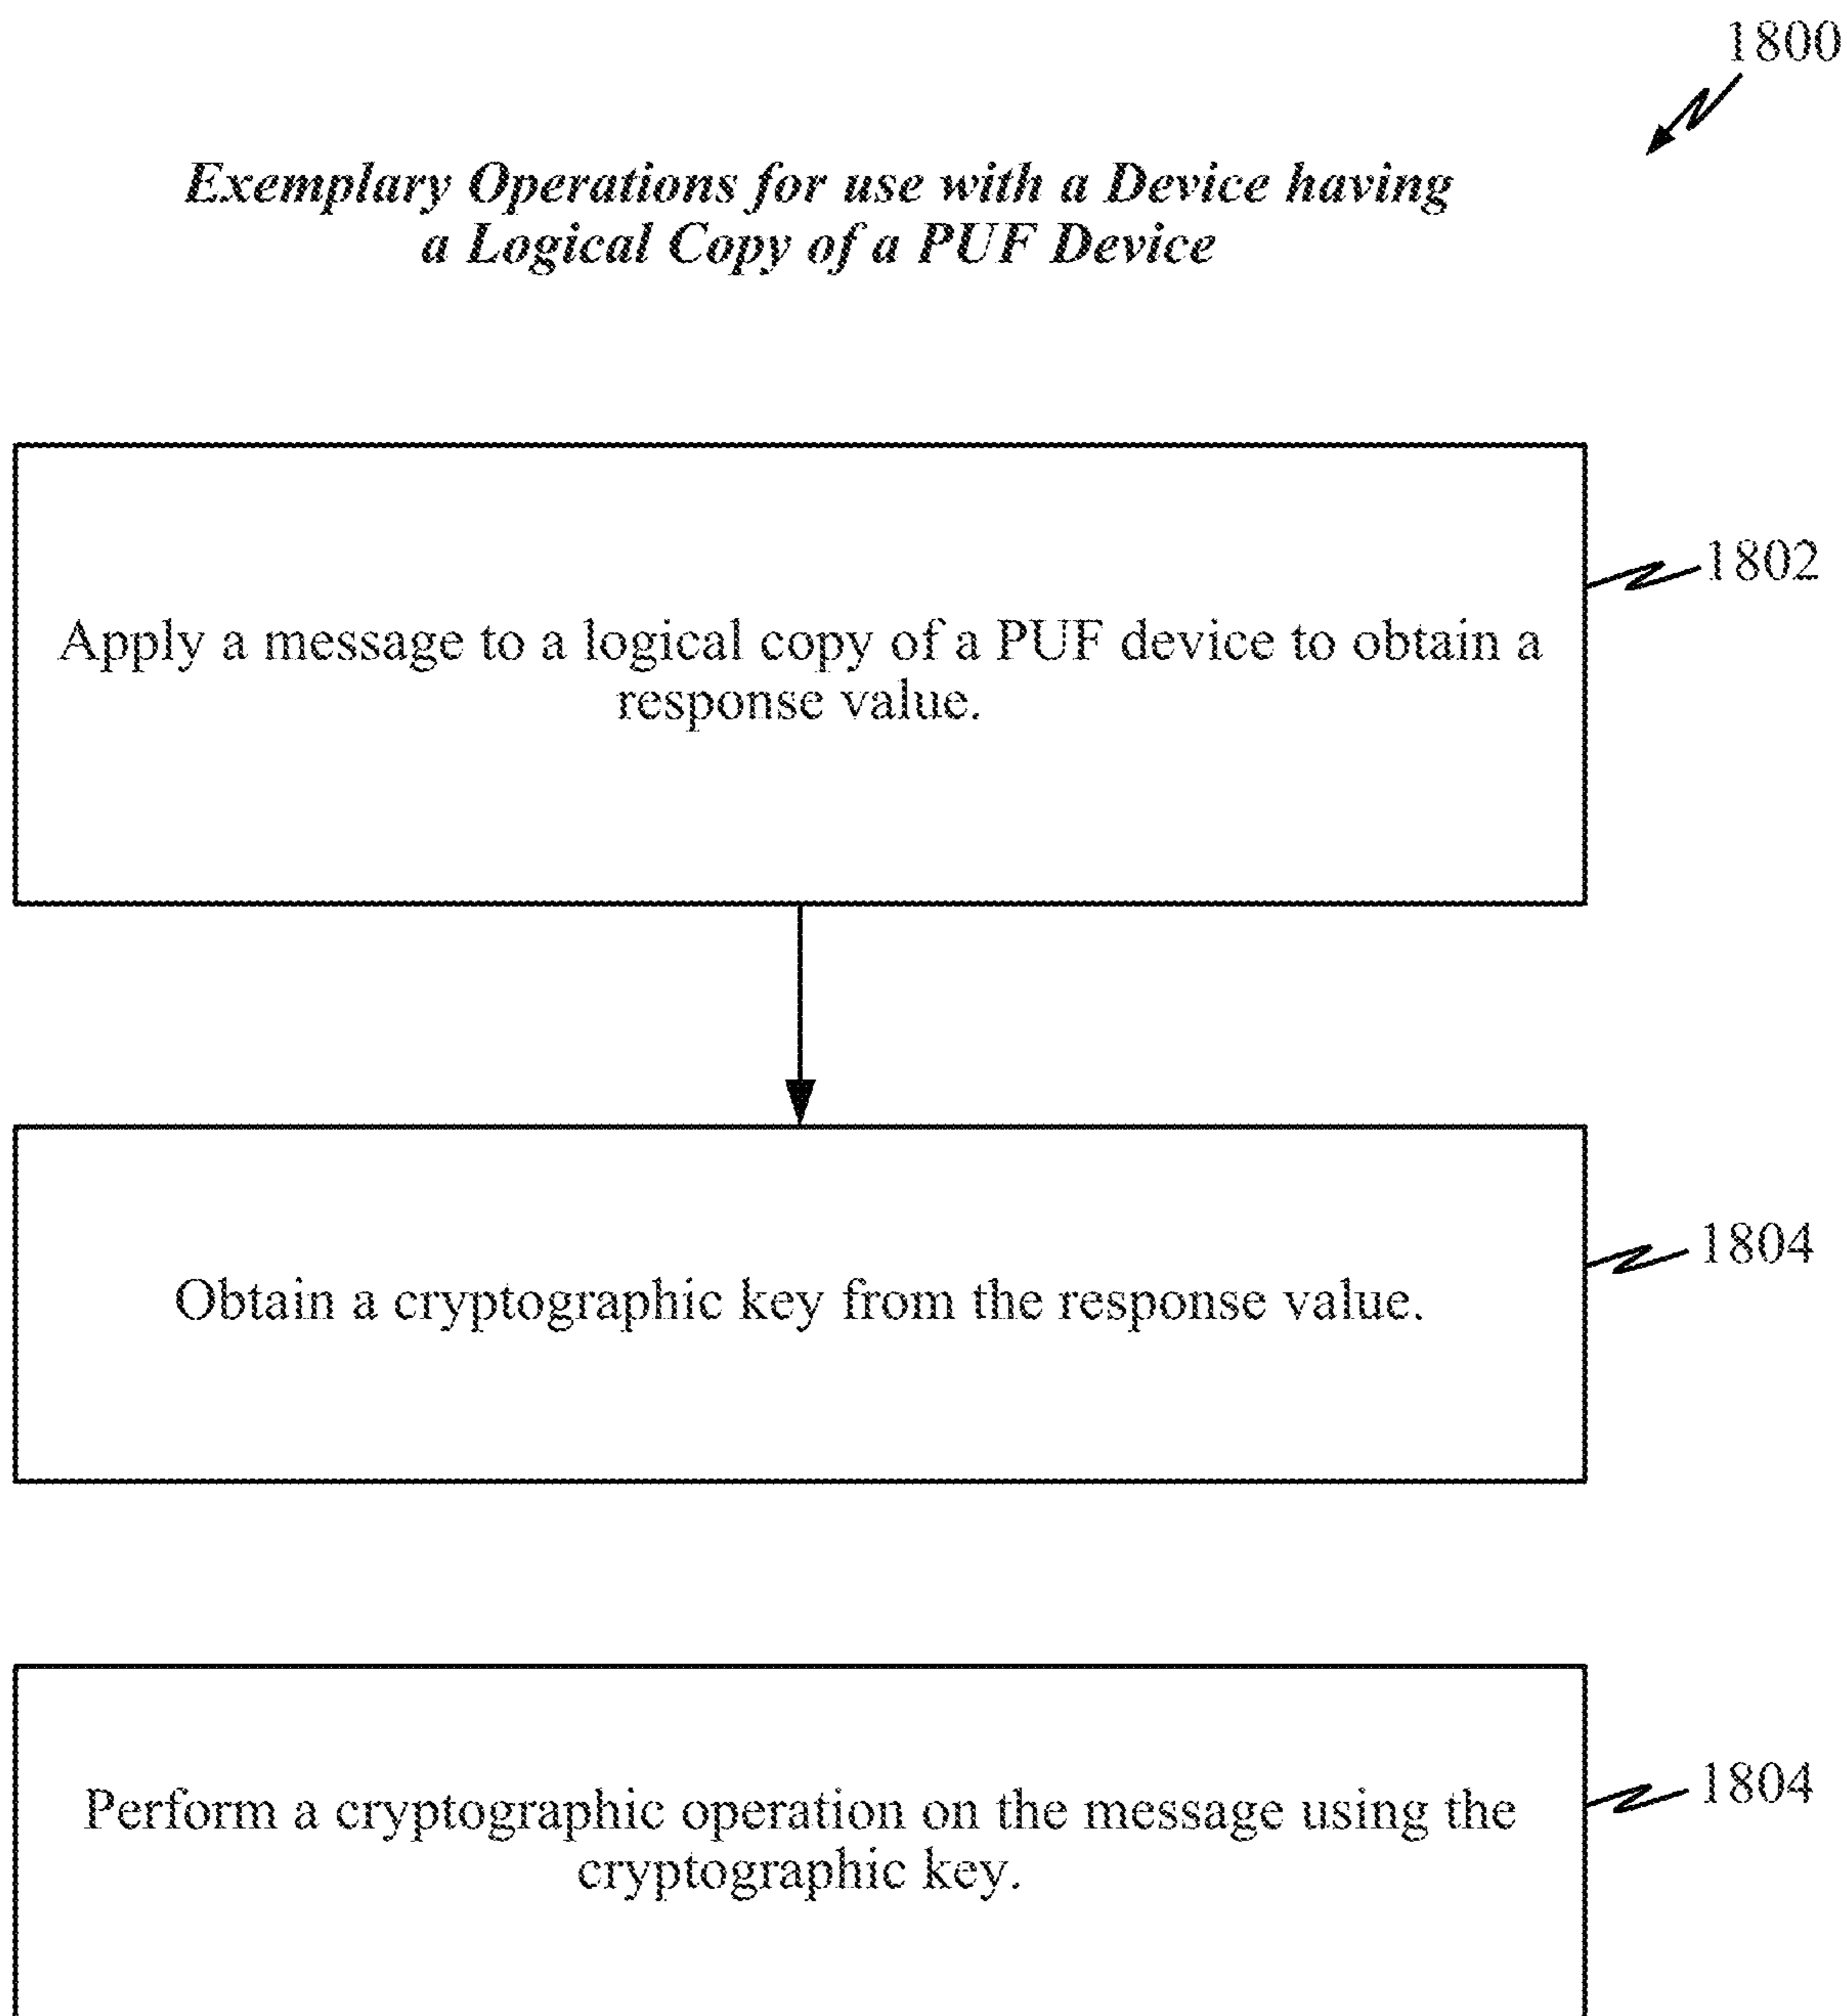 1800
Exemplary Operations for use with a Device having
a Logical Copy of a PUF Device
1802
Apply a message to a logical copy of a PUF device to obtain a
response value.
1804
Obtain a cryptographic key from the response value.
1804
Perform a cryptographic operation on the message using the
cryptographic key.